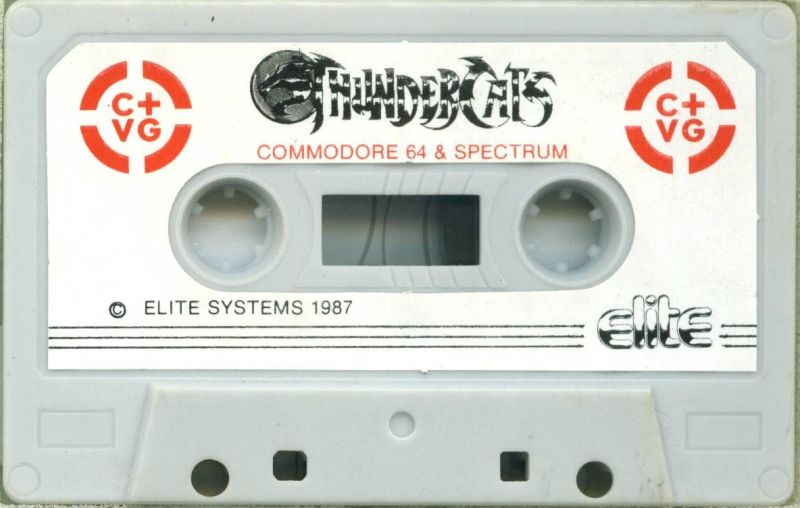 C+
VG
THUNDERCATS
C+
VG
COMMODORE 64 & SPECTRUM
© ELITE SYSTEMS 1987
elite